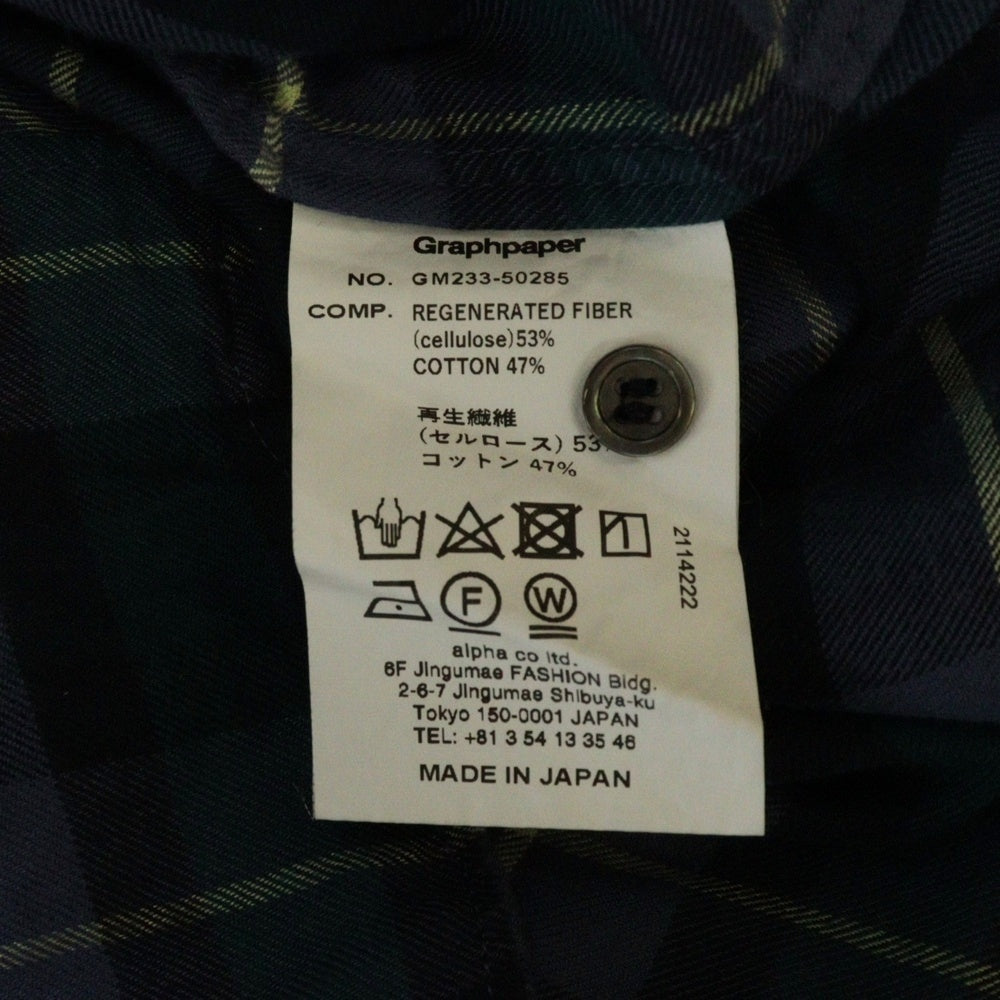 Graphpaper
NO. GM233-50285
COMP. REGENERATED FIBER
(cellulose)53%
COTTON 47%
再生繊維
(セルロース) 53
コットン 47%
2114222
F
W
alpha co ltd.
6F Jingumae FASHION Bldg.
2-6-7 Jingumae Shibuya-ku
Tokyo 150-0001 JAPAN
TEL: +81 3 54 13 35 46
MADE IN JAPAN